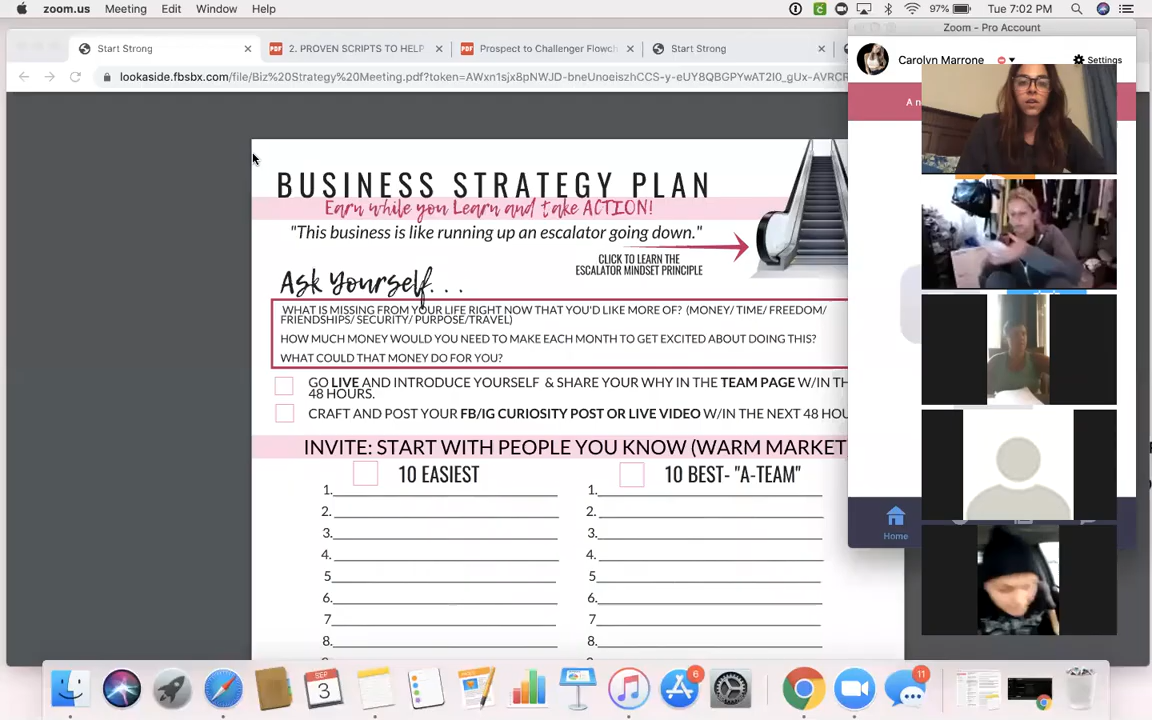 zoom.us Meeting Edit Window Help 97% Tue 7:02 PM
Zoom - Pro Account
Start Strong
2. PROVEN SCRIPTS TO HELP
Prospect to Challenger Flowch
Start Strong
Carolyn Marrone
Settings
A n
BUSINESS STRATEGY PLAN
Earn while you Learn and take ACTION!
"This business is like running up an escalator going down."
CLICK TO LEARN THE
ESCALATOR MINDSET PRINCIPLE
Ask Yourself. . .
WHAT IS MISSING FROM YOUR LIFE RIGHT NOW THAT YOU'D LIKE MORE OF? (MONEY/ TIME/ FREEDOM/
FRIENDSHIPS/ SECURITY/ PURPOSE/TRAVEL)
HOW MUCH MONEY WOULD YOU NEED TO MAKE EACH MONTH TO GET EXCITED ABOUT DOING THIS?
WHAT COULD THAT MONEY DO FOR YOU?
GO LIVE AND INTRODUCE YOURSELF & SHARE YOUR WHY IN THE TEAM PAGE W/IN TH
48 HOURS.
CRAFT AND POST YOUR FB/IG CURIOSITY POST OR LIVE VIDEO W/IN THE NEXT 48 HOU
INVITE: START WITH PEOPLE YOU KNOW (WARM MARKET
10 EASIEST
10 BEST- "A-TEAM"
1. 1.
2. 2.
3. 3.
4. 4.
5 5
6. 6.
7 7
8. 8.
Home
SEP
3
6
11